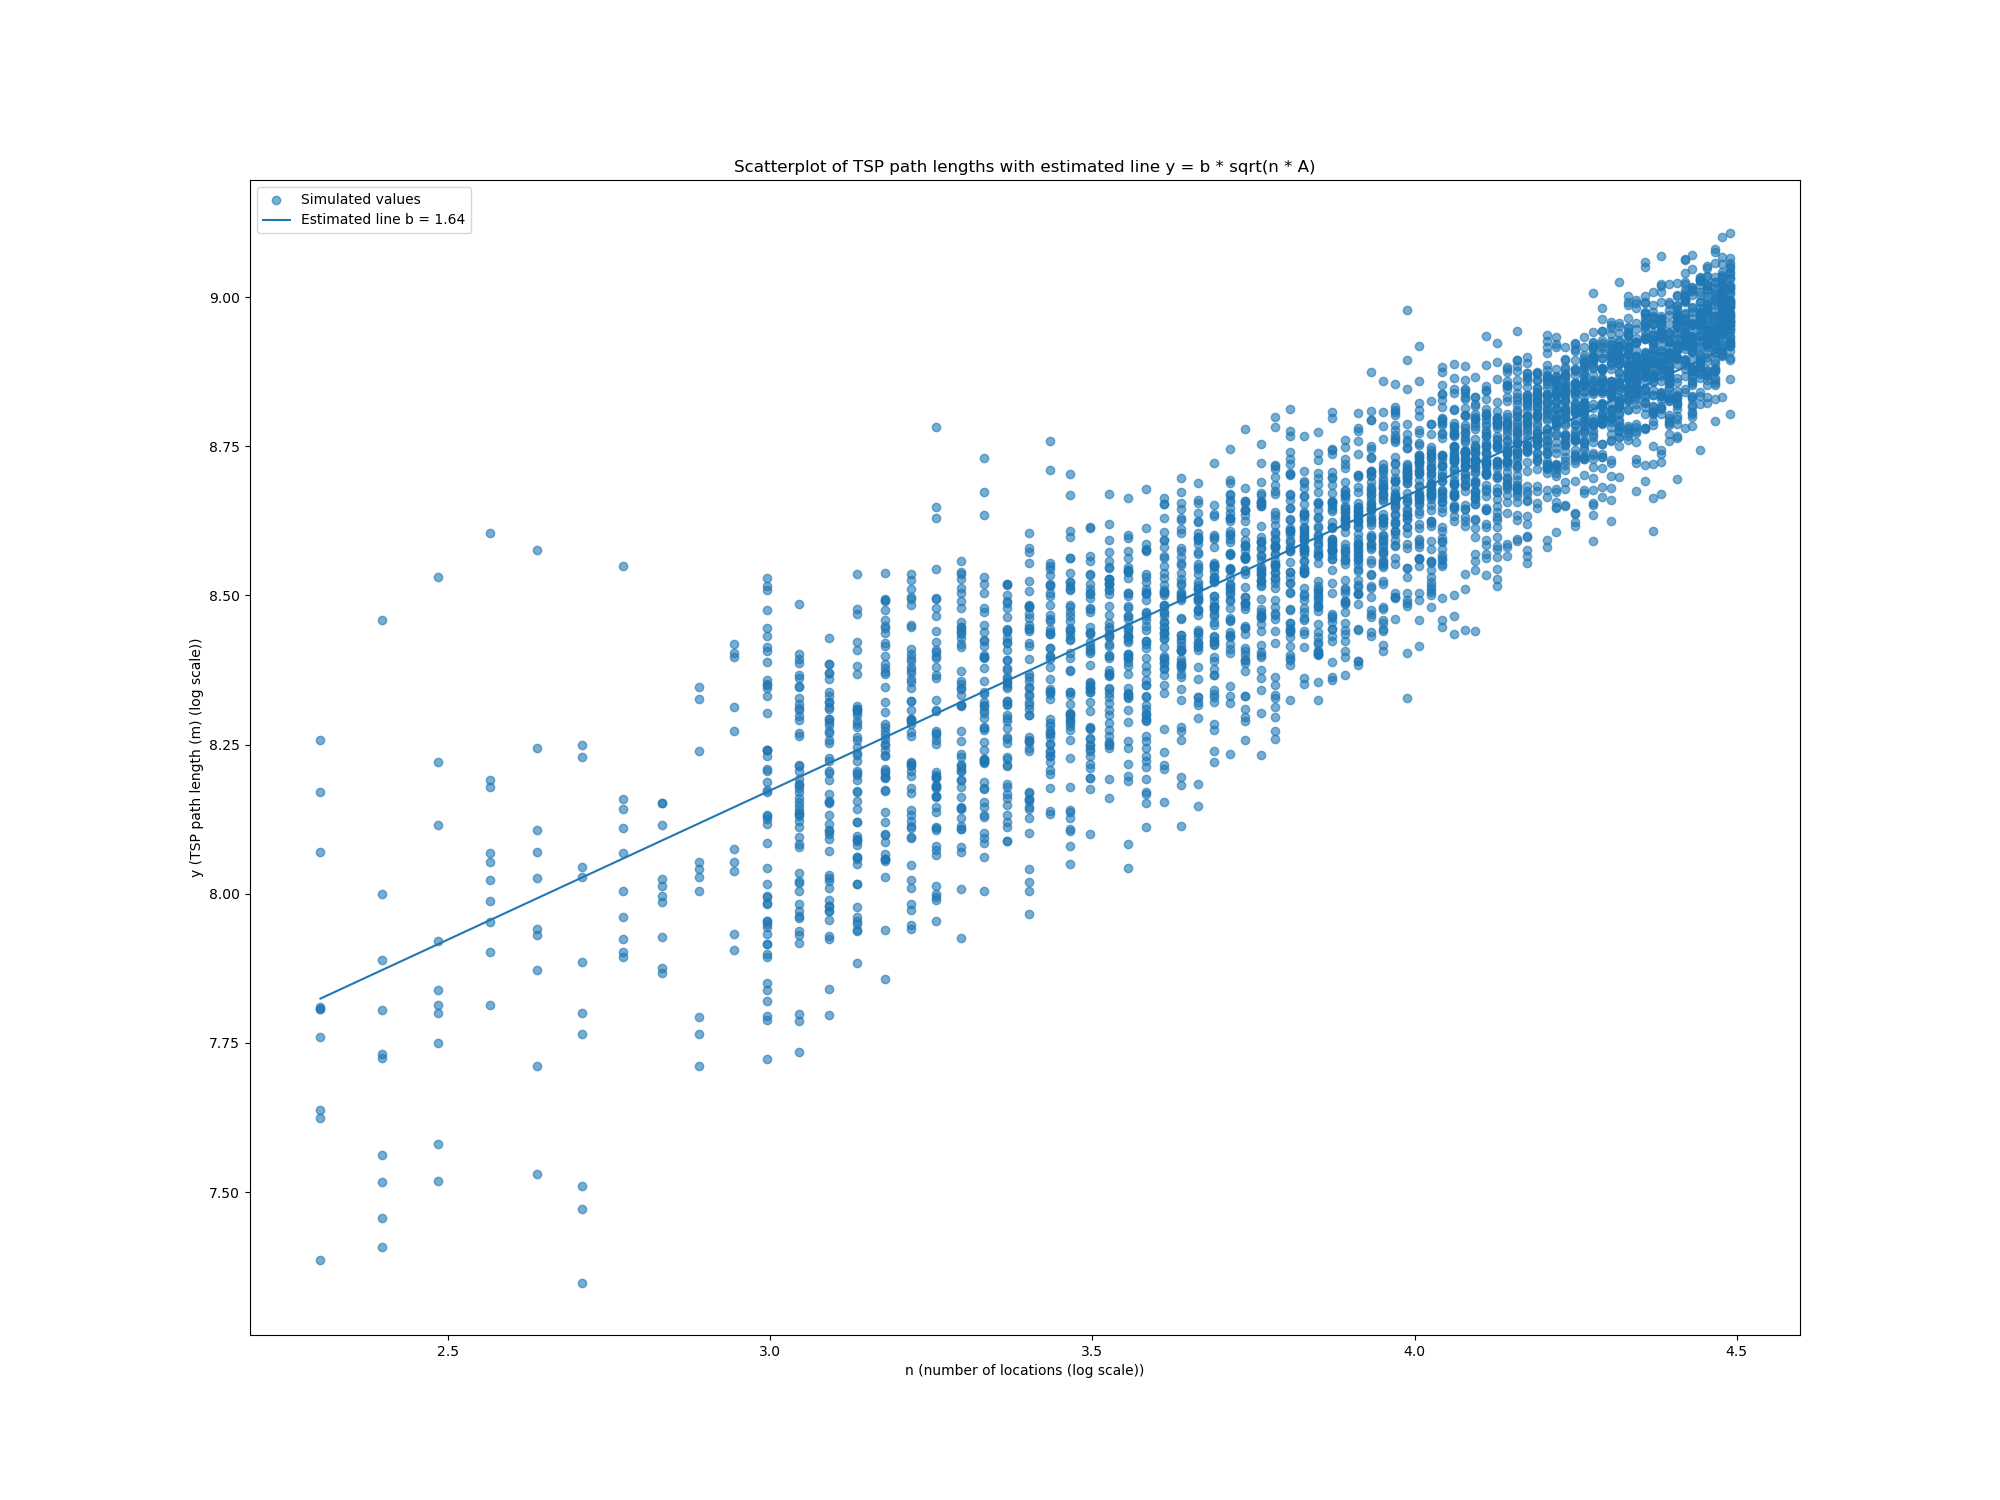 Scatterplot of TSP path lengths with estimated line y = b * sqrt(n * A)
Simulated values
Estimated line b = 1.64
9.00
8.75
8.50
8.25
8.00
7.75
7.50
y (TSP path length (m) (log scale))
2.5 3.0 3.5 4.0 4.5
n (number of locations (log scale))